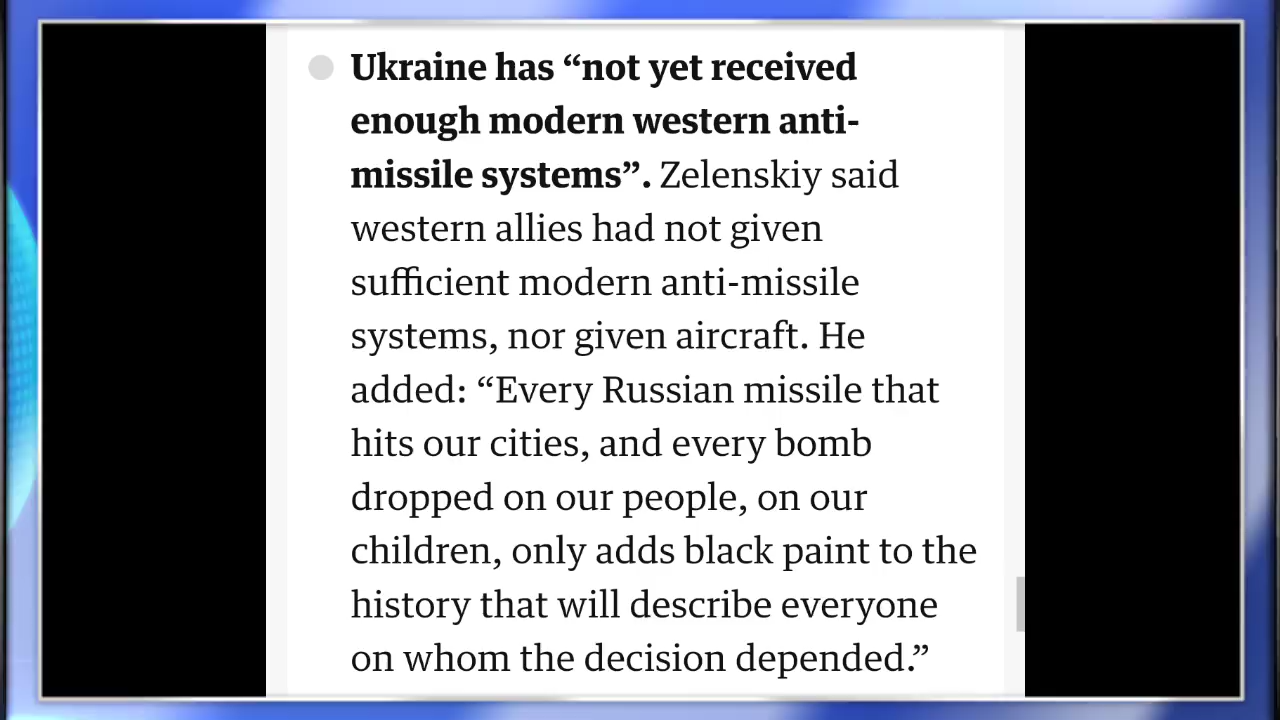 Ukraine has “not yet received
enough modern western anti-
missile systems”. Zelenskiy said
western allies had not given
sufficient modern anti-missile
systems, nor given aircraft. He
added: “Every Russian missile that
hits our cities, and every bomb
dropped on our people, on our
children, only adds black paint to the
history that will describe everyone
on whom the decision depended.”